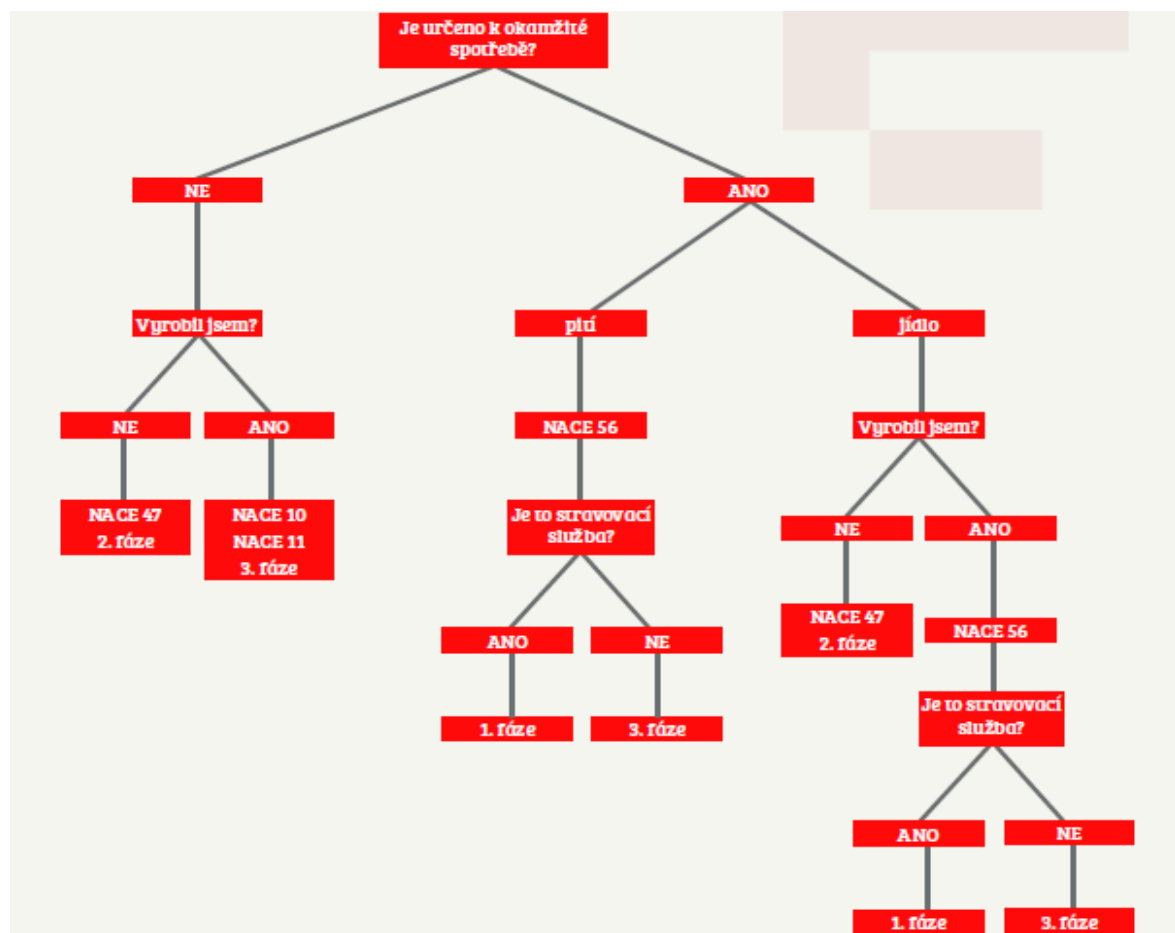 Je určeno k okamžité
spotřebě?
NE
ANO
Vyrobil jsem?
pití
jídlo
NE
ANO
NACE 56
Vyrobil jsem?
NACE 47
2. fáze
NACE 10
NACE 11
3. fáze
Je to stravovací
služba?
NE
ANO
ANO
NE
NACE 47
2. fáze
NACE 56
1. fáze
3. fáze
Je to stravovací
služba?
ANO
NE
1. fáze
3. fáze